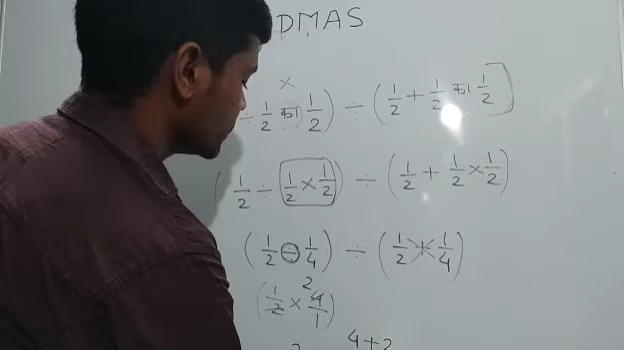 DMAS
×
÷ 1/2 का 1/2) ÷ (1/2 + 1/2 का 1/2)]
(1/2 ÷ (1/2 × 1/2)) ÷ (1/2 + 1/2 × 1/2)
(1/2 ÷ 1/4) ÷ (1/2 + 1/4)
2
(1/2 × 4/1)
2 4+2